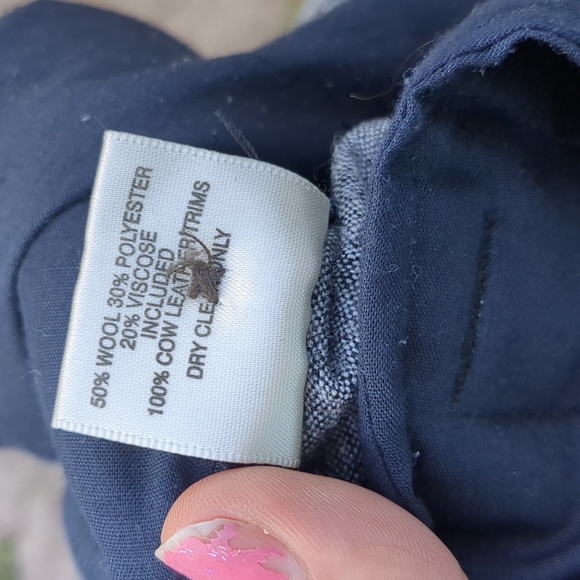 50% WOOL 30% POLYESTER
20% VISCOSE
INCLUDED
100% COW LEATHER TRIMS
DRY CLEAN ONLY